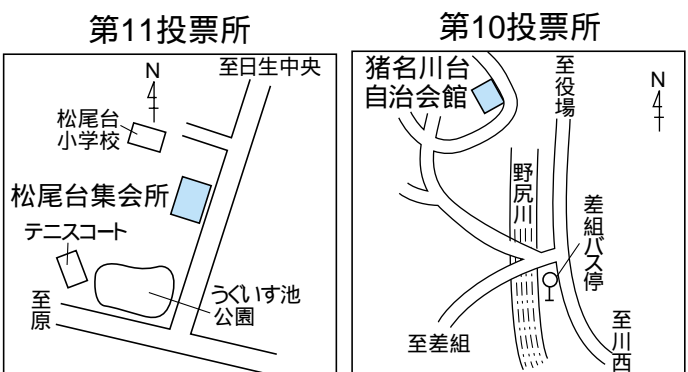 第11投票所
N
至日生中央
松尾台
小学校
松尾台集会所
テニスコート
至原
うぐいす池
公園
第10投票所
猪名川台
自治会館
至役場
N
野尻川
差組バス停
至差組
至川西